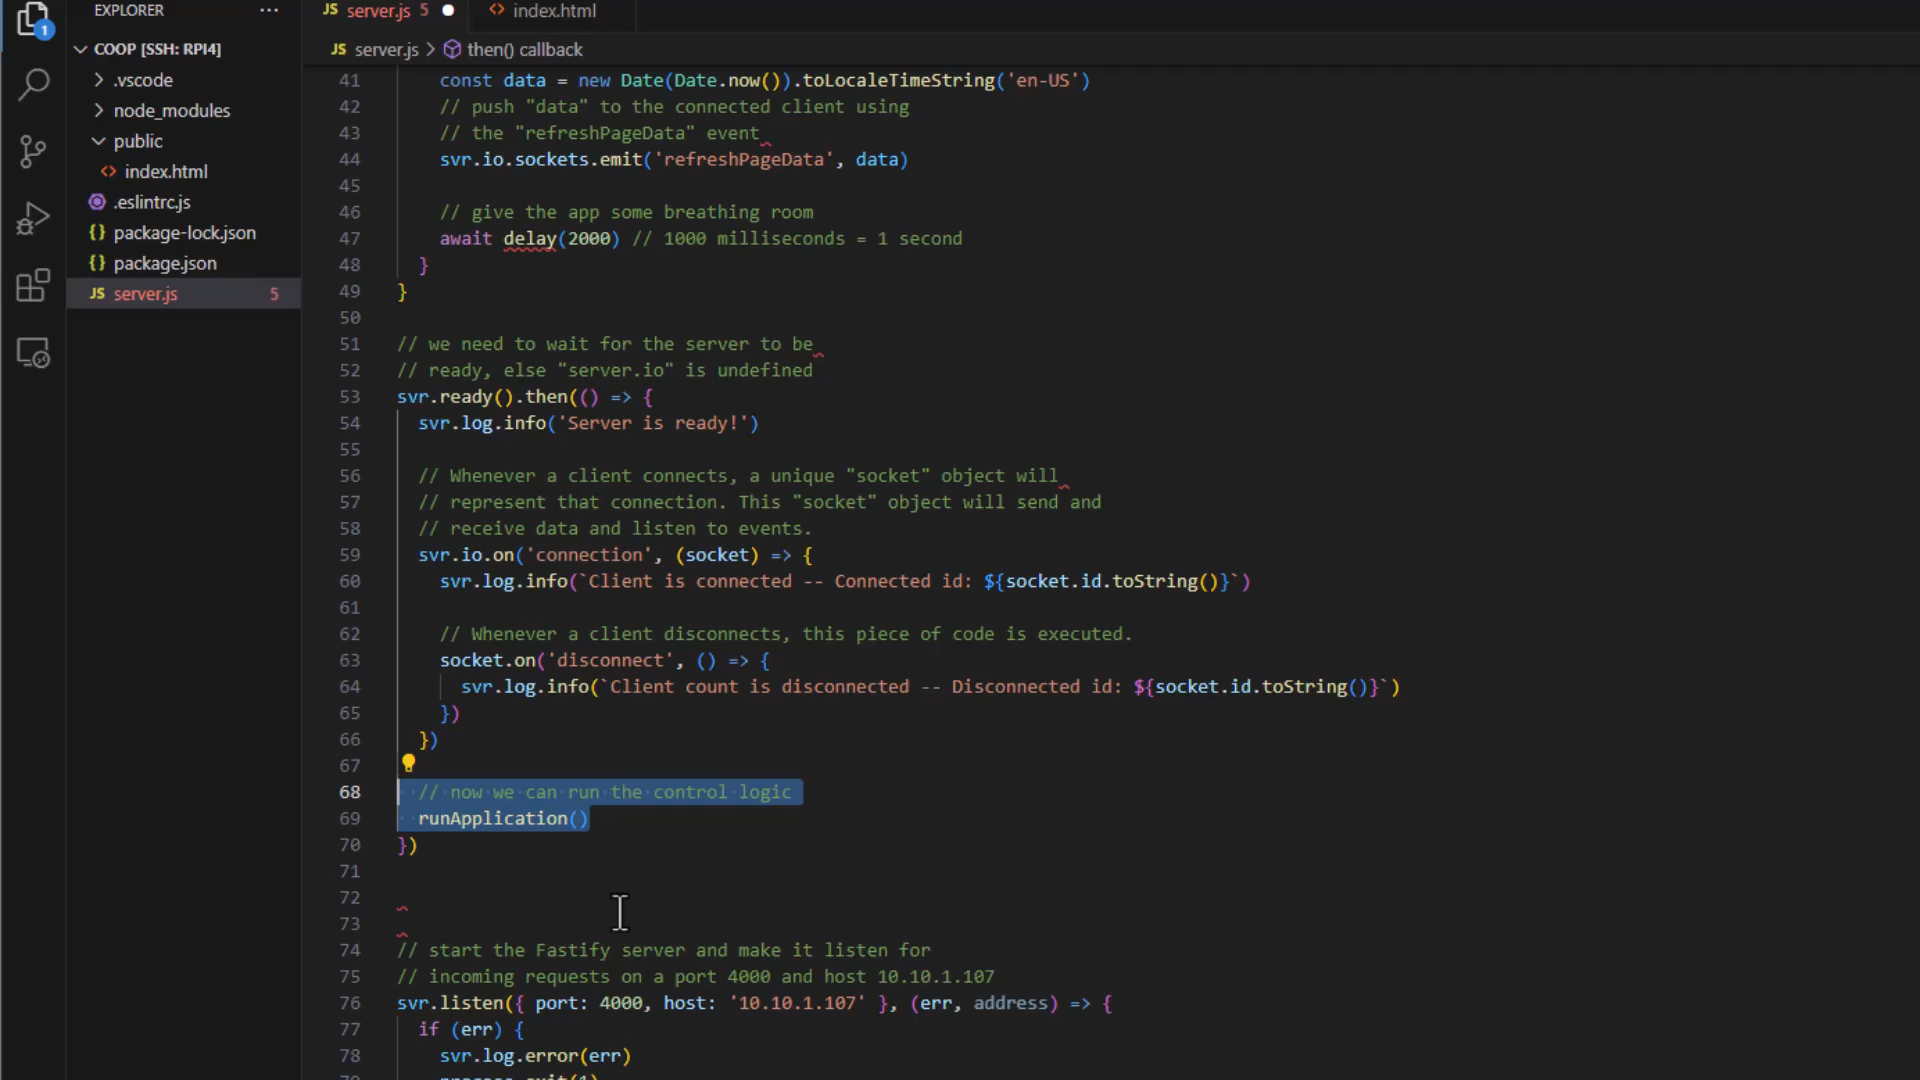 EXPLORER
···
COOP [SSH: RPI4]
.vscode
node_modules
public
<> index.html
.eslintrc.js
{} package-lock.json
{} package.json
JS server.js 5
1
JS server.js 5
<> index.html
JS server.js > then() callback
41 const data = new Date(Date.now()).toLocaleTimeString('en-US')
42 // push "data" to the connected client using
43 // the "refreshPageData" event
44 svr.io.sockets.emit('refreshPageData', data)
45
46 // give the app some breathing room
47 await delay(2000) // 1000 milliseconds = 1 second
48 }
49 }
50
51 // we need to wait for the server to be
52 // ready, else "server.io" is undefined
53 svr.ready().then(() => {
54 svr.log.info('Server is ready!')
55
56 // Whenever a client connects, a unique "socket" object will
57 // represent that connection. This "socket" object will send and
58 // receive data and listen to events.
59 svr.io.on('connection', (socket) => {
60 svr.log.info(`Client is connected -- Connected id: ${socket.id.toString()}`)
61
62 // Whenever a client disconnects, this piece of code is executed.
63 socket.on('disconnect', () => {
64 svr.log.info(`Client count is disconnected -- Disconnected id: ${socket.id.toString()}`)
65 })
66 })
67
68 // now we can run the control logic
69 runApplication()
70 })
71
72
73
74 // start the Fastify server and make it listen for
75 // incoming requests on a port 4000 and host 10.10.1.107
76 svr.listen({ port: 4000, host: '10.10.1.107' }, (err, address) => {
77 if (err) {
78 svr.log.error(err)
79 process.exit(1)